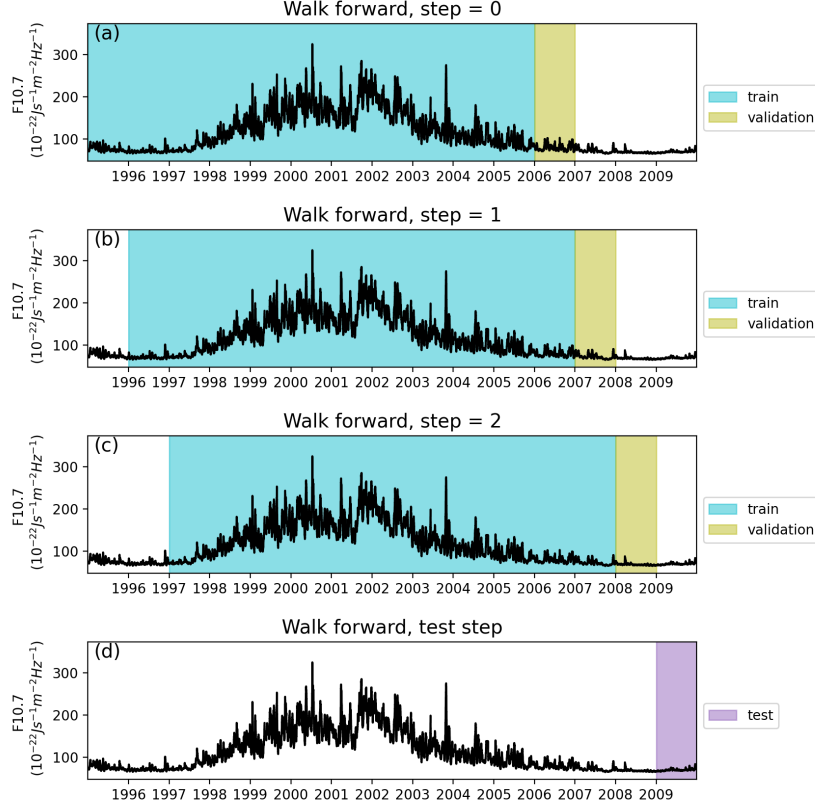 Walk forward, step = 0
(a)
F10.7
(10⁻²²Js⁻¹m⁻²Hz⁻¹)
300
200
100
1996 1997 1998 1999 2000 2001 2002 2003 2004 2005 2006 2007 2008 2009
train
validation
Walk forward, step = 1
(b)
F10.7
(10⁻²²Js⁻¹m⁻²Hz⁻¹)
300
200
100
1996 1997 1998 1999 2000 2001 2002 2003 2004 2005 2006 2007 2008 2009
train
validation
Walk forward, step = 2
(c)
F10.7
(10⁻²²Js⁻¹m⁻²Hz⁻¹)
300
200
100
1996 1997 1998 1999 2000 2001 2002 2003 2004 2005 2006 2007 2008 2009
train
validation
Walk forward, test step
(d)
F10.7
(10⁻²²Js⁻¹m⁻²Hz⁻¹)
300
200
100
1996 1997 1998 1999 2000 2001 2002 2003 2004 2005 2006 2007 2008 2009
test